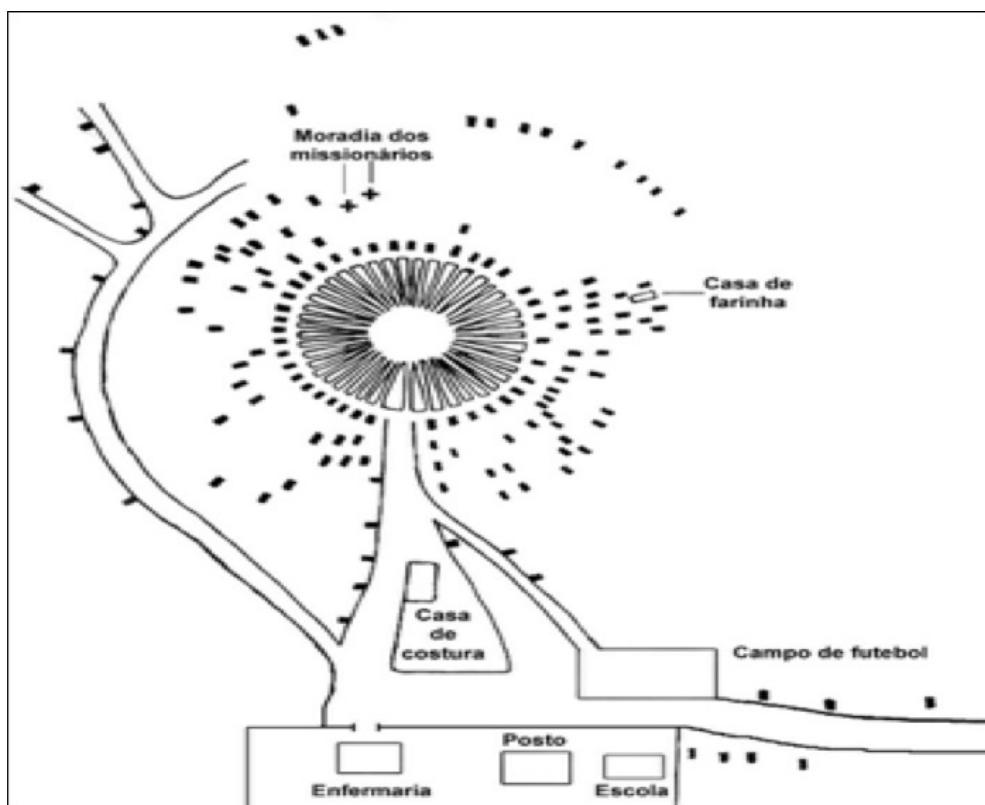 Moradia dos
missionários
Casa de
farinha
Casa
de
costura
Campo de futebol
Posto
Enfermaria
Escola